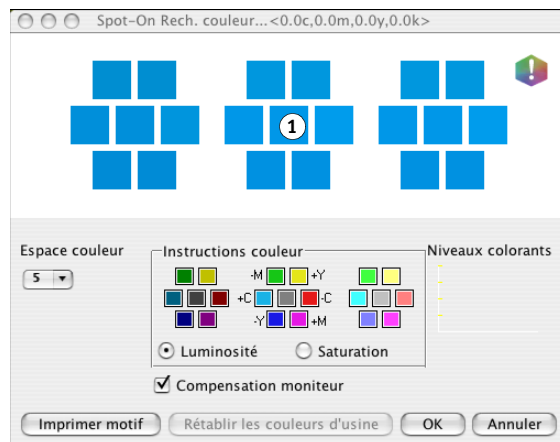 Spot-On Rech. couleur...<0.0c,0.0m,0.0y,0.0k>
1
Espace couleur
Instructions couleur
Niveaux colorants
5
-M +Y
+C -C
-Y +M
Luminosité Saturation
Compensation moniteur
Imprimer motif Rétablir les couleurs d'usine OK Annuler